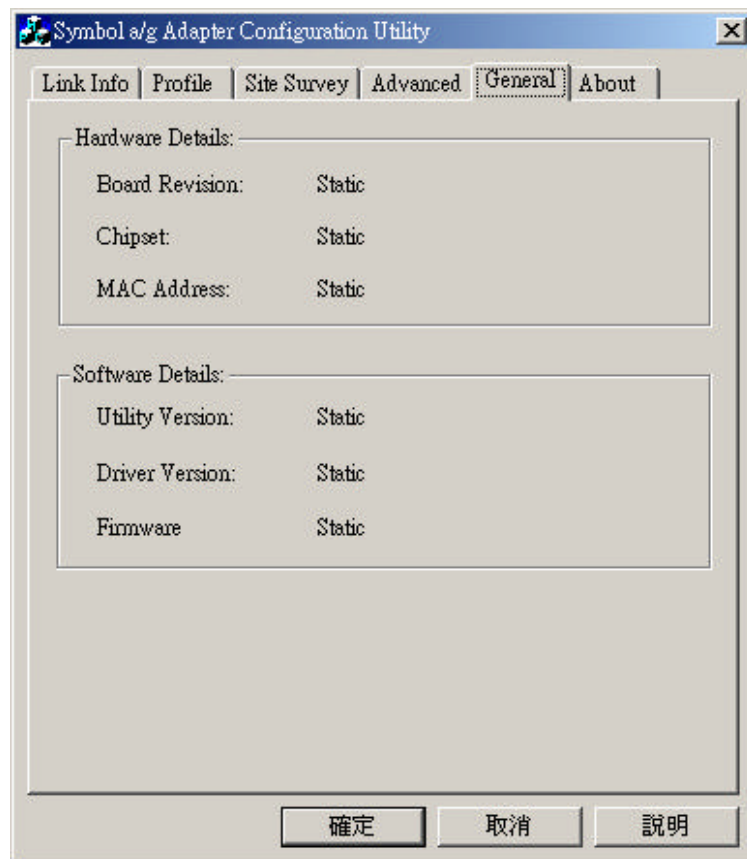 Symbol a/g Adapter Configuration Utility
Link Info Profile Site Survey Advanced General About
Hardware Details:
Board Revision: Static
Chipset: Static
MAC Address: Static
Software Details:
Utility Version: Static
Driver Version: Static
Firmware Static
確定 取消 說明